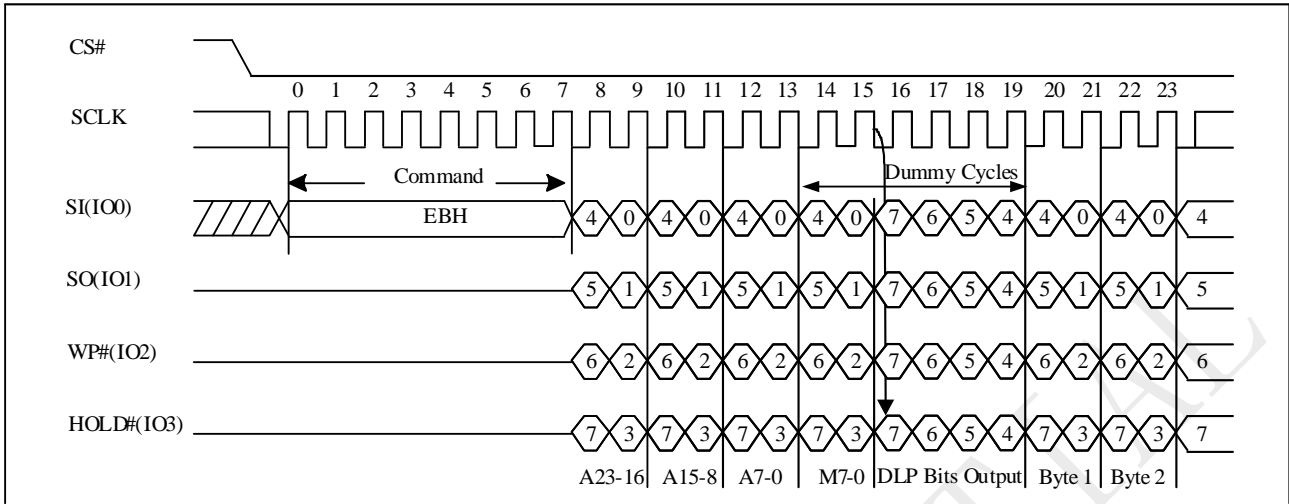 CS#
0 1 2 3 4 5 6 7 8 9 10 11 12 13 14 15 16 17 18 19 20 21 22 23
SCLK
Command
Dummy Cycles
SI(IO0)
EBH
4 0 4 0 4 0 4 0 7 6 5 4 4 0 4 0 4
SO(IO1)
5 1 5 1 5 1 5 1 7 6 5 4 5 1 5 1 5
WP#(IO2)
6 2 6 2 6 2 6 2 7 6 5 4 6 2 6 2 6
HOLD#(IO3)
7 3 7 3 7 3 7 3 7 6 5 4 7 3 7 3 7
A23-16 A15-8 A7-0 M7-0 DLP Bits Output Byte 1 Byte 2